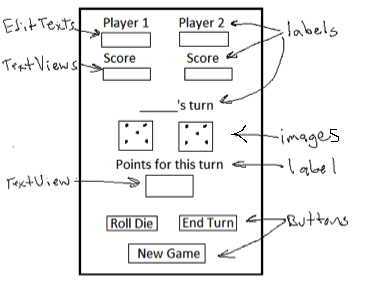 EditTexts
Player 1 Player 2
labels
TextViews
Score Score
______'s turn
images
Points for this turn
label
TextView
Roll Die End Turn
Buttons
New Game